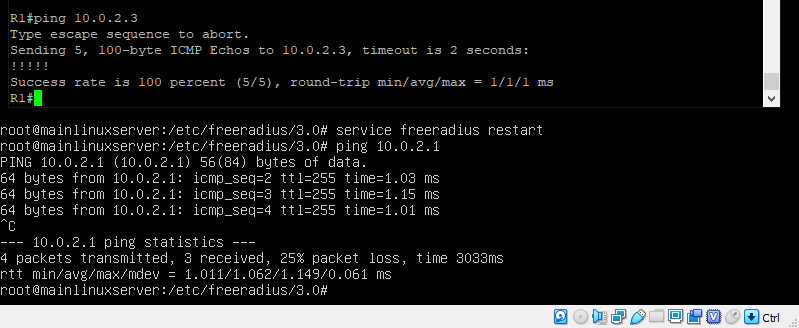 R1#ping 10.0.2.3
Type escape sequence to abort.
Sending 5, 100-byte ICMP Echos to 10.0.2.3, timeout is 2 seconds:
!!!!!
Success rate is 100 percent (5/5), round-trip min/avg/max = 1/1/1 ms
R1#
root@mainlinuxserver:/etc/freeradius/3.0# service freeradius restart
root@mainlinuxserver:/etc/freeradius/3.0# ping 10.0.2.1
PING 10.0.2.1 (10.0.2.1) 56(84) bytes of data.
64 bytes from 10.0.2.1: icmp_seq=2 ttl=255 time=1.03 ms
64 bytes from 10.0.2.1: icmp_seq=3 ttl=255 time=1.15 ms
64 bytes from 10.0.2.1: icmp_seq=4 ttl=255 time=1.01 ms
^C
--- 10.0.2.1 ping statistics ---
4 packets transmitted, 3 received, 25% packet loss, time 3033ms
rtt min/avg/max/mdev = 1.011/1.062/1.149/0.061 ms
root@mainlinuxserver:/etc/freeradius/3.0#
Ctrl